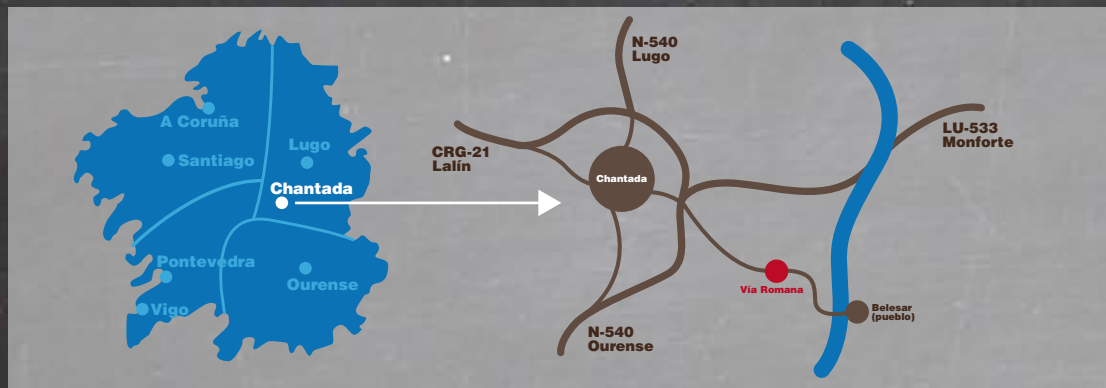 A Coruña
Santiago
Lugo
Chantada
Pontevedra
Ourense
Vigo
N-540
Lugo
CRG-21
Lalín
Chantada
LU-533
Monforte
Vía Romana
Belesar
(pueblo)
N-540
Ourense